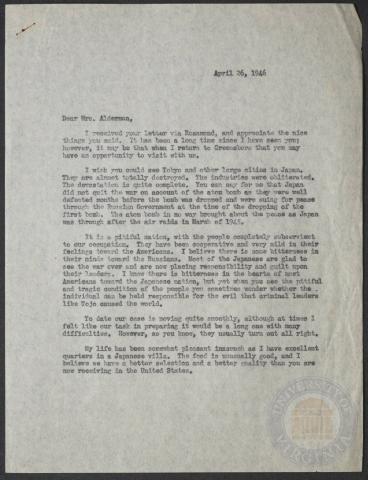 April 26, 1946
Dear Mrs. Alderman,
I received your letter via Rosamond, and appreciate the nice
things you said. It has been a long time since I have seen you;
however, it may be that when I return to Greensboro that you may
have an opportunity to visit with us.
I wish you could see Tokyo and other large cities in Japan.
They are almost totally destroyed. The industries were obliterated.
The devastation is quite complete. You can say for me that Japan
did not quit the war on account of the atom bomb as they were well
defeated months before the bomb was dropped and were suing for peace
through the Russian Government at the time of the dropping of the
first bomb. The atom bomb in no way brought about the peace as Japan
was through after the air raids in March of 1945.
It is a pitiful nation, with the people completely subservient
to our occupation. They have been cooperative and very mild in their
feelings toward the Americans. I believe there is some bitterness in
their minds toward the Russians. Most of the Japanese are glad to
see the war over and are now placing responsibility and guilt upon
their leaders. I know there is bitterness in the hearts of most
Americans toward the Japanese nation, but yet when you see the pitiful
and tragic condition of the people you sometimes wonder whether the
individual can be held responsible for the evil that criminal leaders
like Tojo caused the world.
To date our case is moving quite smoothly, although at times I
felt like our task in preparing it would be a long one with many
difficulties. However, as you know, they usually turn out all right.
My life has been somewhat pleasant inasmuch as I have excellent
quarters in a Japanese villa. The food is unusually good, and I
believe we have a better selection and a better quality than you are
now receiving in the United States.
UNIVERSITY OF VIRGINIA